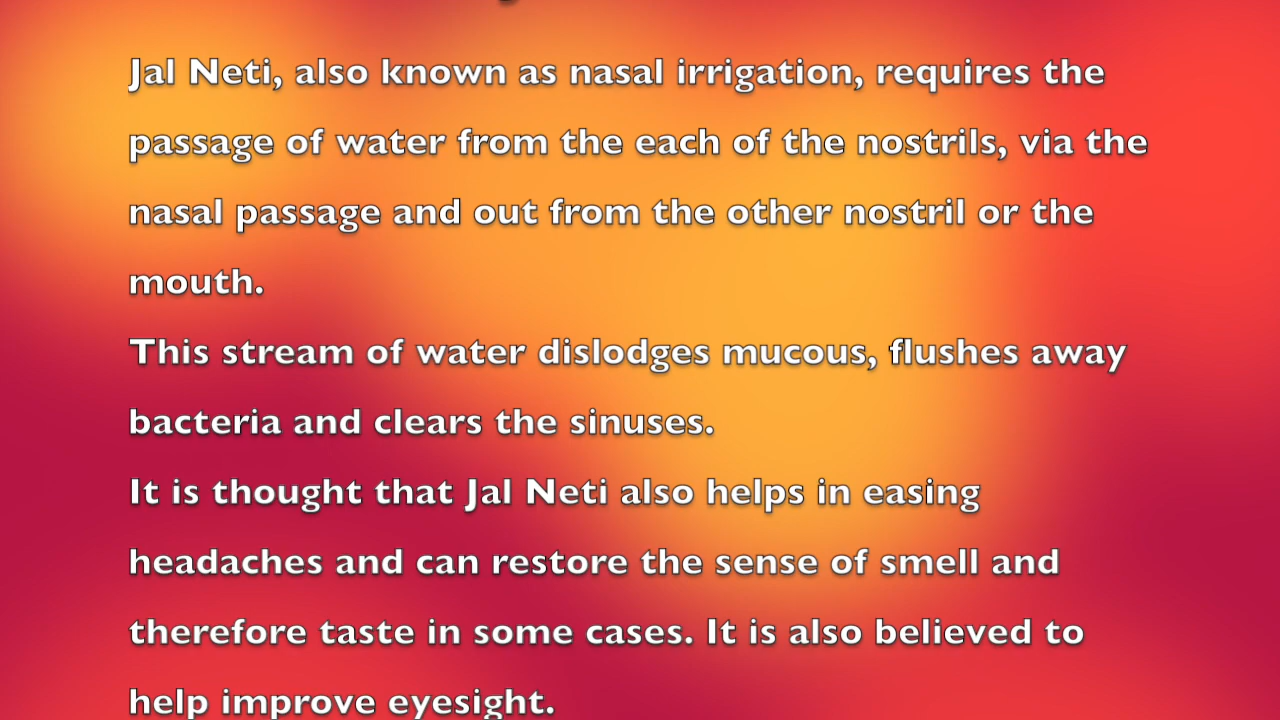 Jal Neti, also known as nasal irrigation, requires the
passage of water from the each of the nostrils, via the
nasal passage and out from the other nostril or the
mouth.
This stream of water dislodges mucous, flushes away
bacteria and clears the sinuses.
It is thought that Jal Neti also helps in easing
headaches and can restore the sense of smell and
therefore taste in some cases. It is also believed to
help improve eyesight.